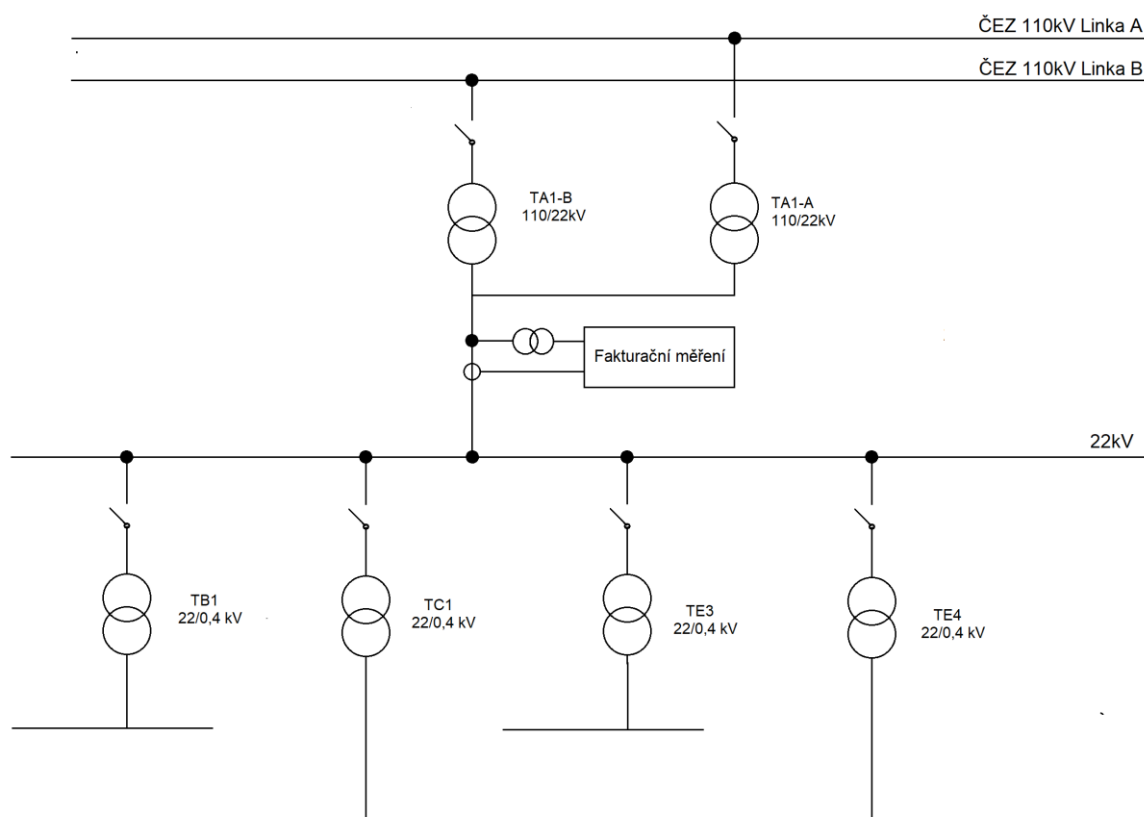 ČEZ 110kV Linka A
ČEZ 110kV Linka B
TA1-B
110/22kV
TA1-A
110/22kV
Fakturační měření
22kV
TB1
22/0,4 kV
TC1
22/0,4 kV
TE3
22/0,4 kV
TE4
22/0,4 kV